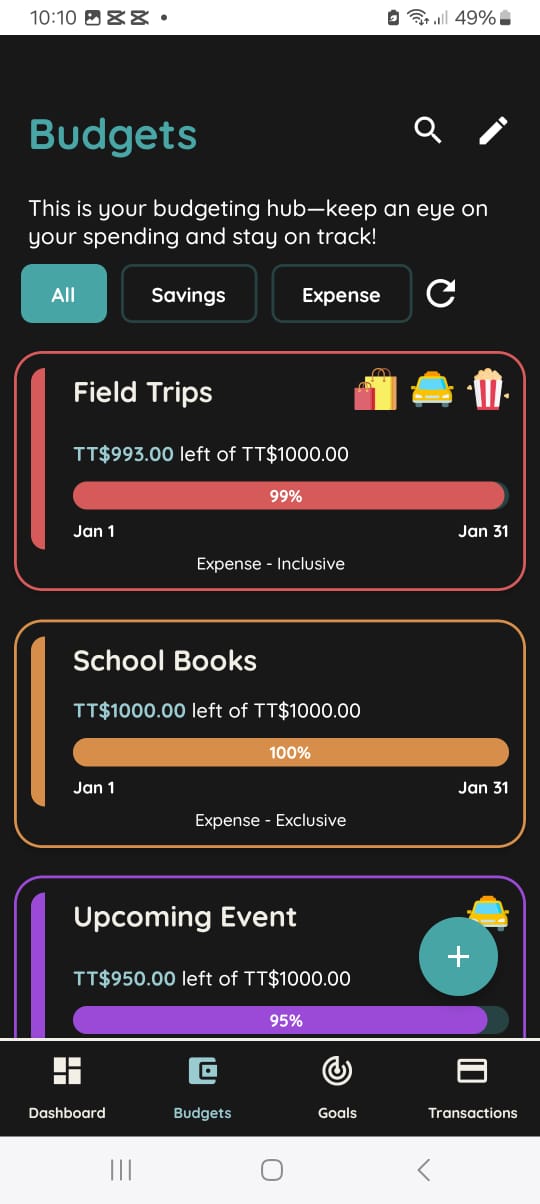 10:10
49%
Budgets
This is your budgeting hub—keep an eye on
your spending and stay on track!
All
Savings
Expense
Field Trips
TT$993.00 left of TT$1000.00
99%
Jan 1
Jan 31
Expense - Inclusive
School Books
TT$1000.00 left of TT$1000.00
100%
Jan 1
Jan 31
Expense - Exclusive
Upcoming Event
TT$950.00 left of TT$1000.00
95%
Dashboard
Budgets
Goals
Transactions